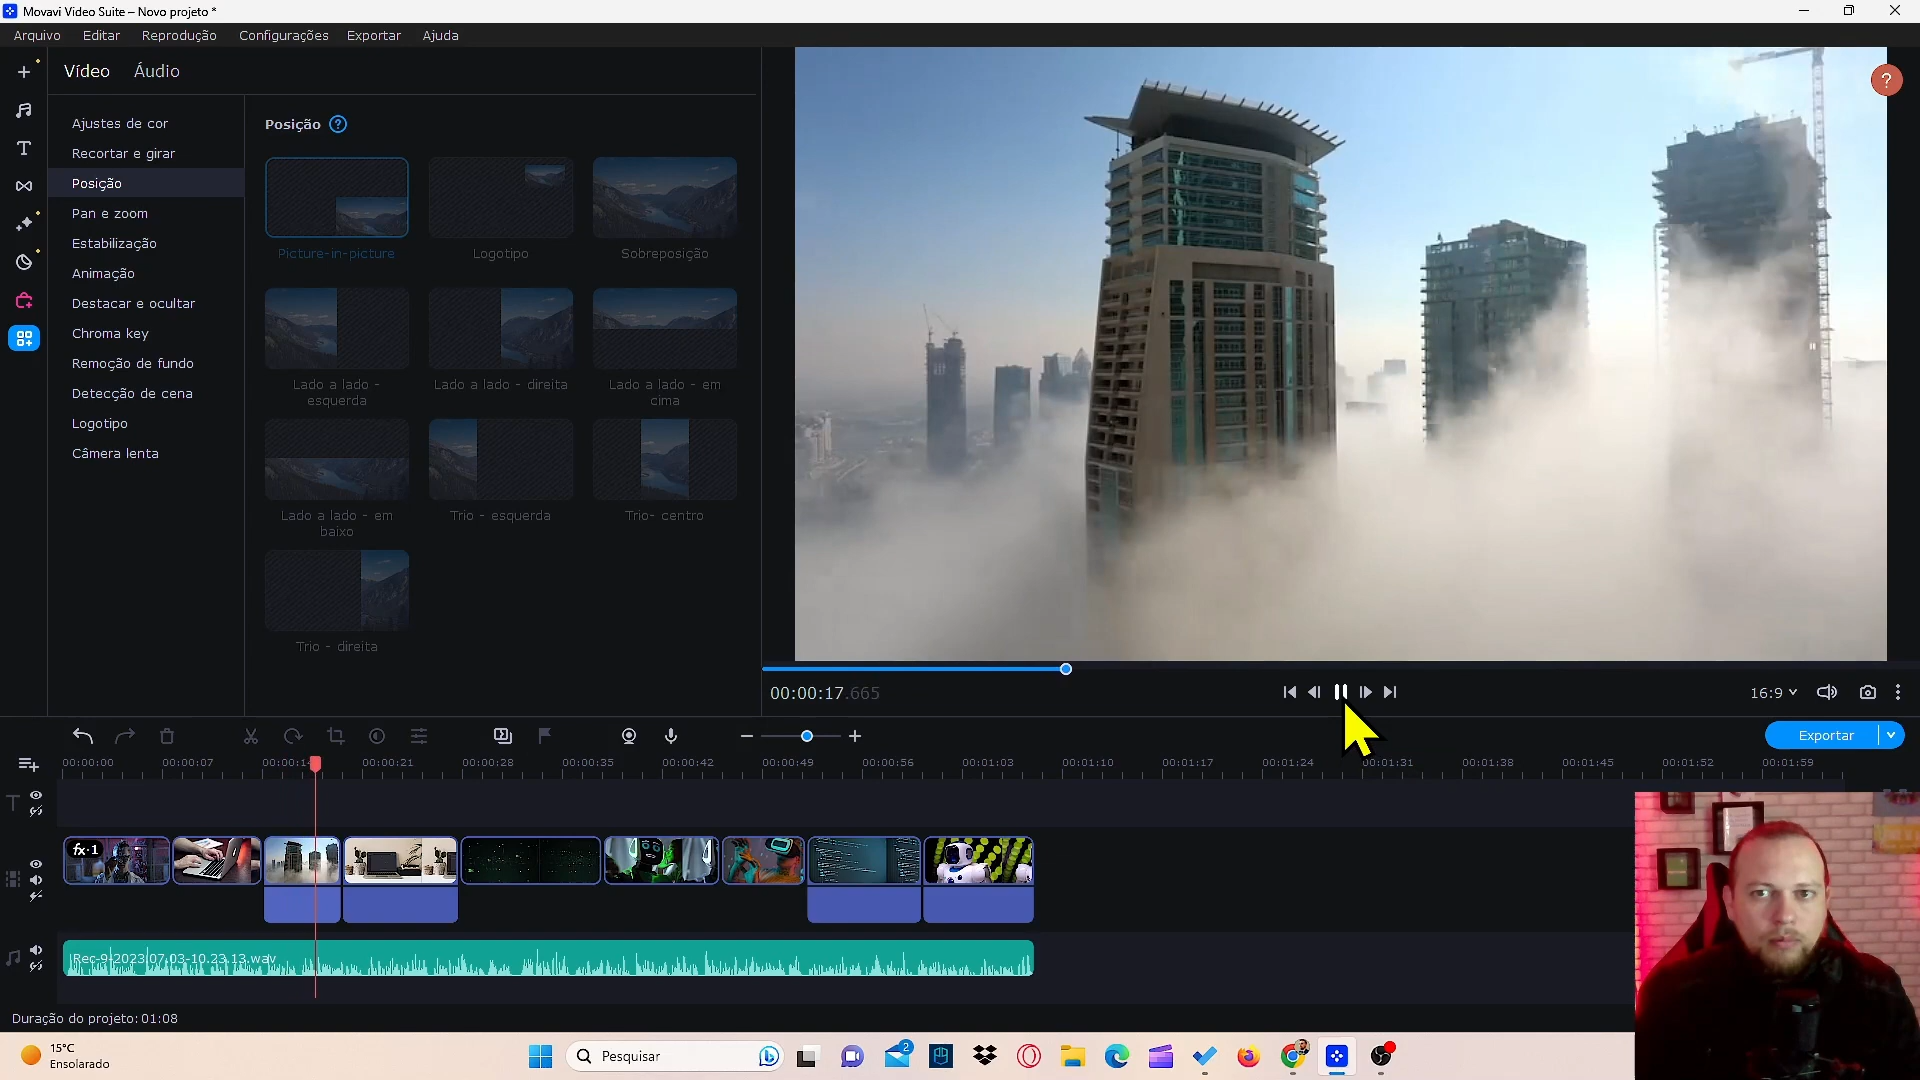 Movavi Video Suite – Novo projeto *
Arquivo Editar Reprodução Configurações Exportar Ajuda
Vídeo Áudio
Ajustes de cor
Recortar e girar
Posição
Pan e zoom
Estabilização
Animação
Destacar e ocultar
Chroma key
Remoção de fundo
Detecção de cena
Logotipo
Câmera lenta
Posição ?
Picture-in-picture
Logotipo
Sobreposição
Lado a lado - esquerda
Lado a lado - direita
Lado a lado - em cima
Lado a lado - em baixo
Trio - esquerda
Trio- centro
Trio - direita
?
00:00:17.665
16:9
Exportar
00:00:00 00:00:07 00:00:14 00:00:21 00:00:28 00:00:35 00:00:42 00:00:49 00:00:56 00:01:03 00:01:10 00:01:17 00:01:24 00:01:31 00:01:38 00:01:45 00:01:52 00:01:59
fx·1
Rec-9-2023.07.03-10.23.13.wav
Duração do projeto: 01:08
15°C
Ensolarado
Pesquisar
2